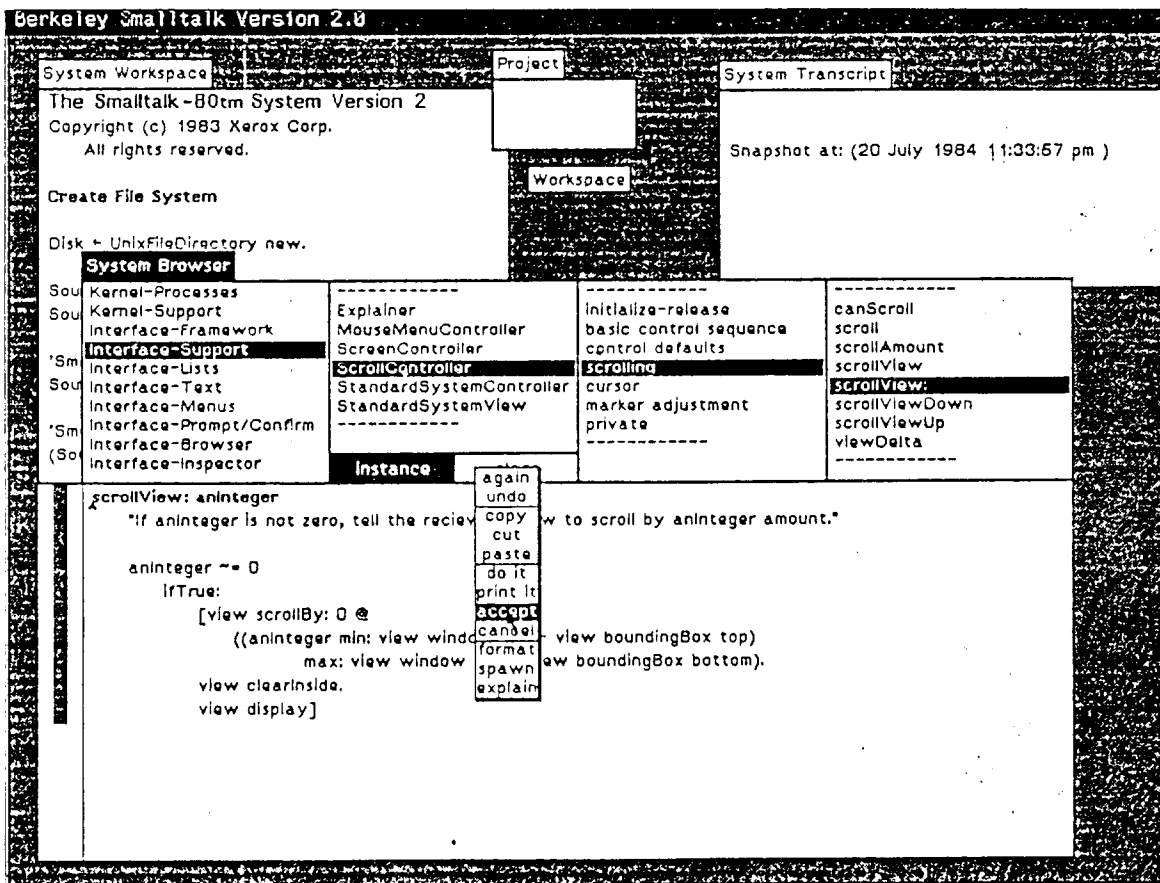 Berkeley Smalltalk Version 2.0
System Workspace
The Smalltalk-80tm System Version 2
Copyright (c) 1983 Xerox Corp.
All rights reserved.
Create File System
Disk ← UnixFileDirectory new.
Sou
Sou
'Sm
Sou
'Sm
(So
Project
Workspace
System Transcript
Snapshot at: (20 July 1984 11:33:57 pm )
System Browser
Kernel-Processes
Kernel-Support
Interface-Framework
Interface-Support
Interface-Lists
Interface-Text
Interface-Menus
Interface-Prompt/Confirm
Interface-Browser
Interface-Inspector
------------
Explainer
MouseMenuController
ScreenController
ScrollController
StandardSystemController
StandardSystemView
------------
instance
------------
initialize-release
basic control sequence
control defaults
scrolling
cursor
marker adjustment
private
------------
------------
canScroll
scroll
scrollAmount
scrollView
scrollView:
scrollViewDown
scrollViewUp
viewDelta
------------
scrollView: anInteger
"If anInteger is not zero, tell the reciev w to scroll by anInteger amount."
anInteger ~= 0
ifTrue:
[view scrollBy: 0 @
((anInteger min: view windo - view boundingBox top)
max: view window ew boundingBox bottom).
view clearInside.
view display]
again
undo
copy
cut
paste
do it
print it
accept
cancel
format
spawn
explain